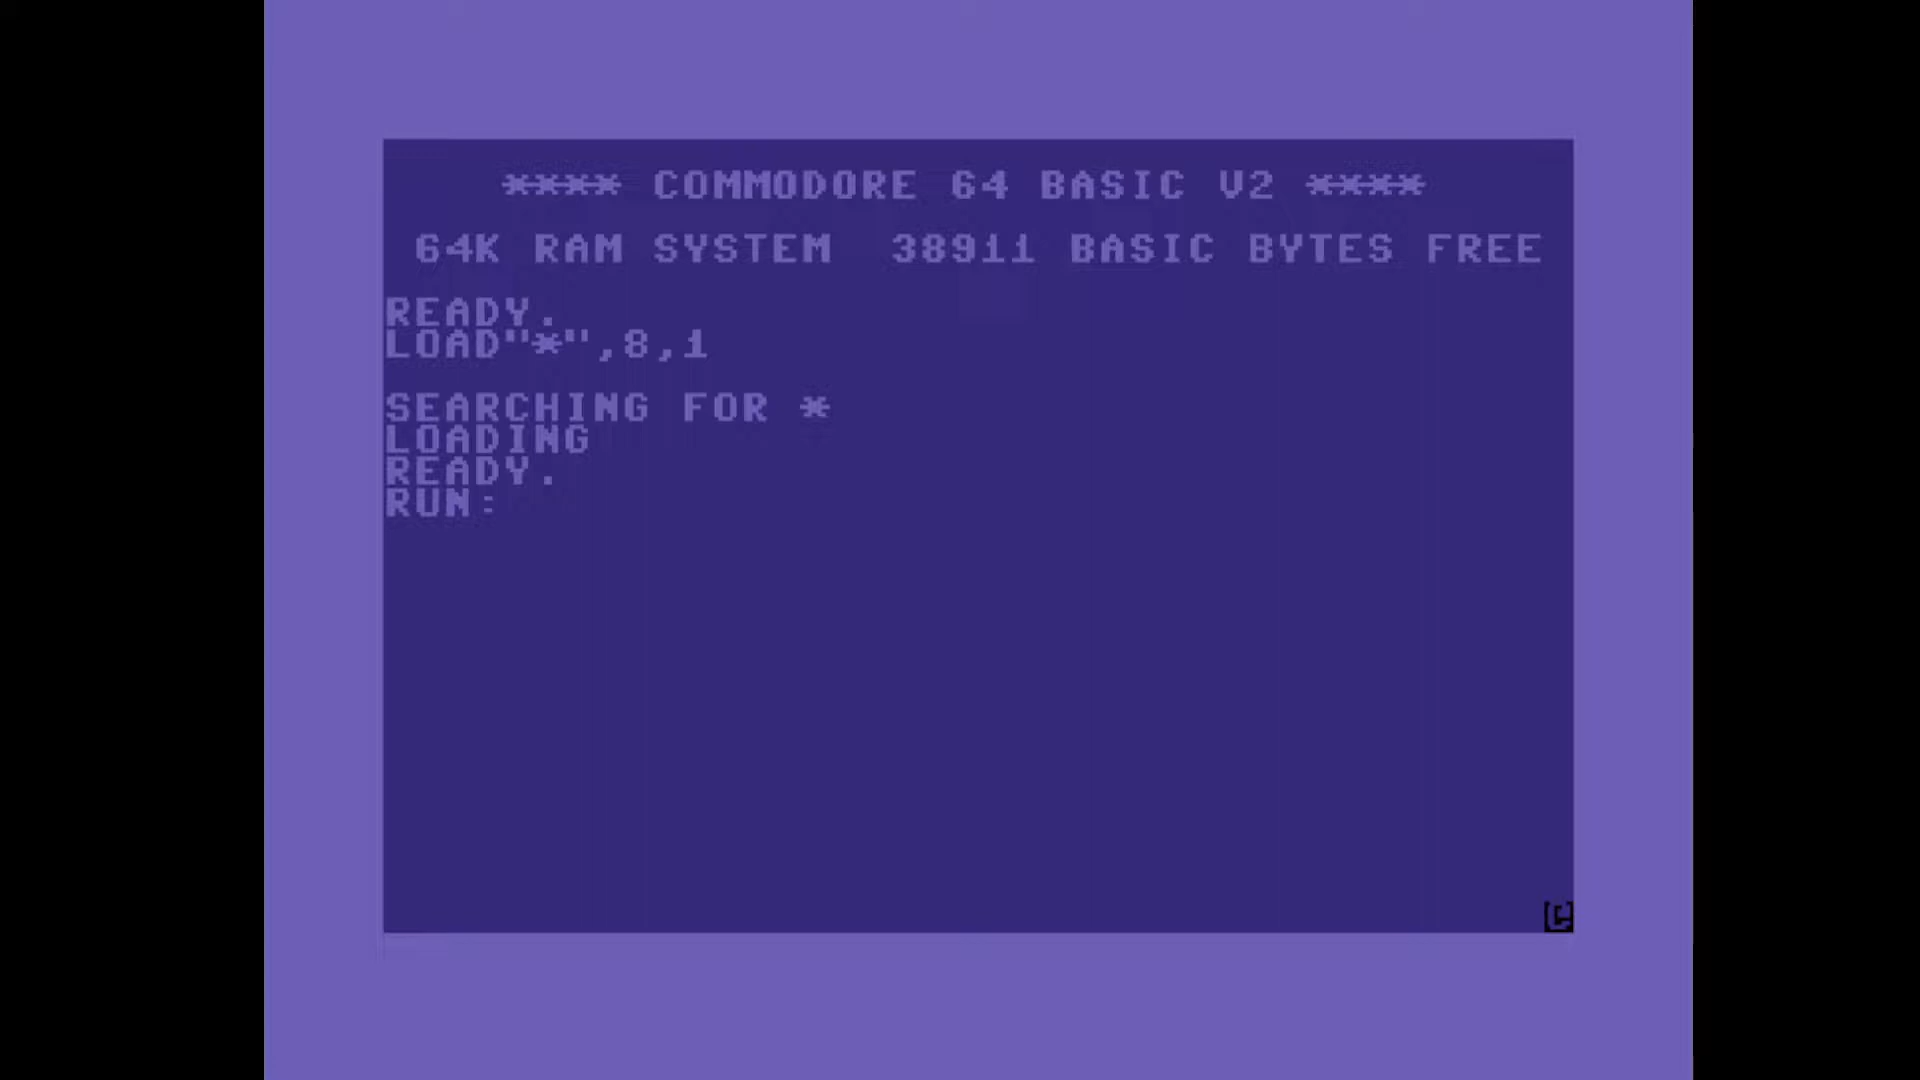 **** COMMODORE 64 BASIC V2 ****
64K RAM SYSTEM  38911 BASIC BYTES FREE
READY.
LOAD"*",8,1
SEARCHING FOR *
LOADING
READY.
RUN: